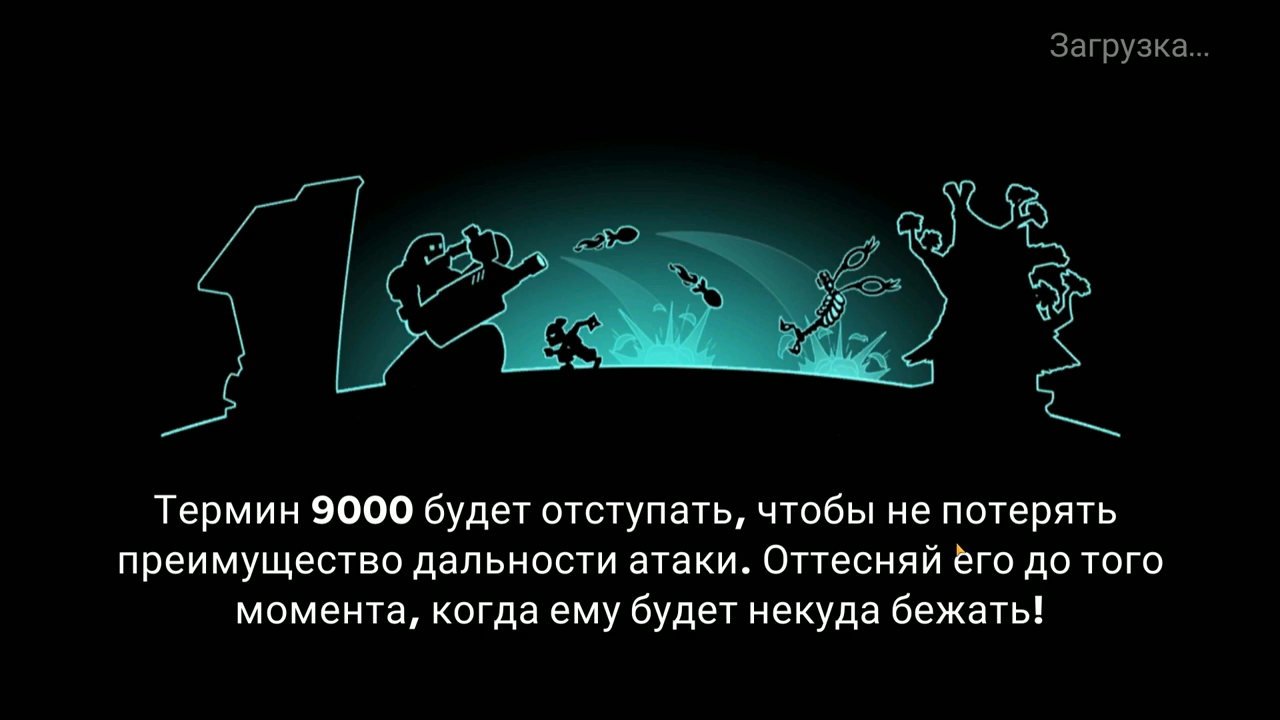 Загрузка...
Термин 9000 будет отступать, чтобы не потерять
преимущество дальности атаки. Оттесняй его до того
момента, когда ему будет некуда бежать!